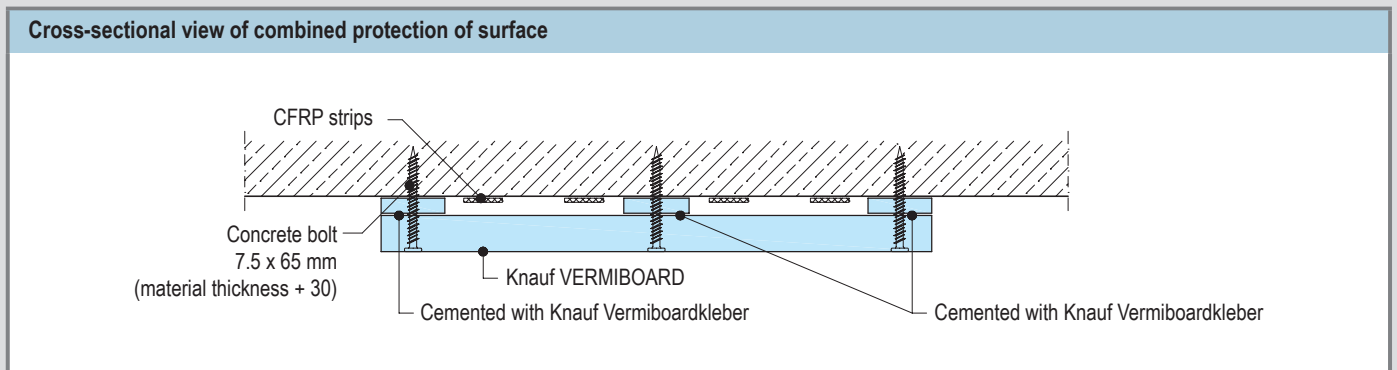 Cross-sectional view of combined protection of surface
CFRP strips
Concrete bolt
7.5 x 65 mm
(material thickness + 30)
Knauf VERMIBOARD
Cemented with Knauf Vermiboardkleber
Cemented with Knauf Vermiboardkleber